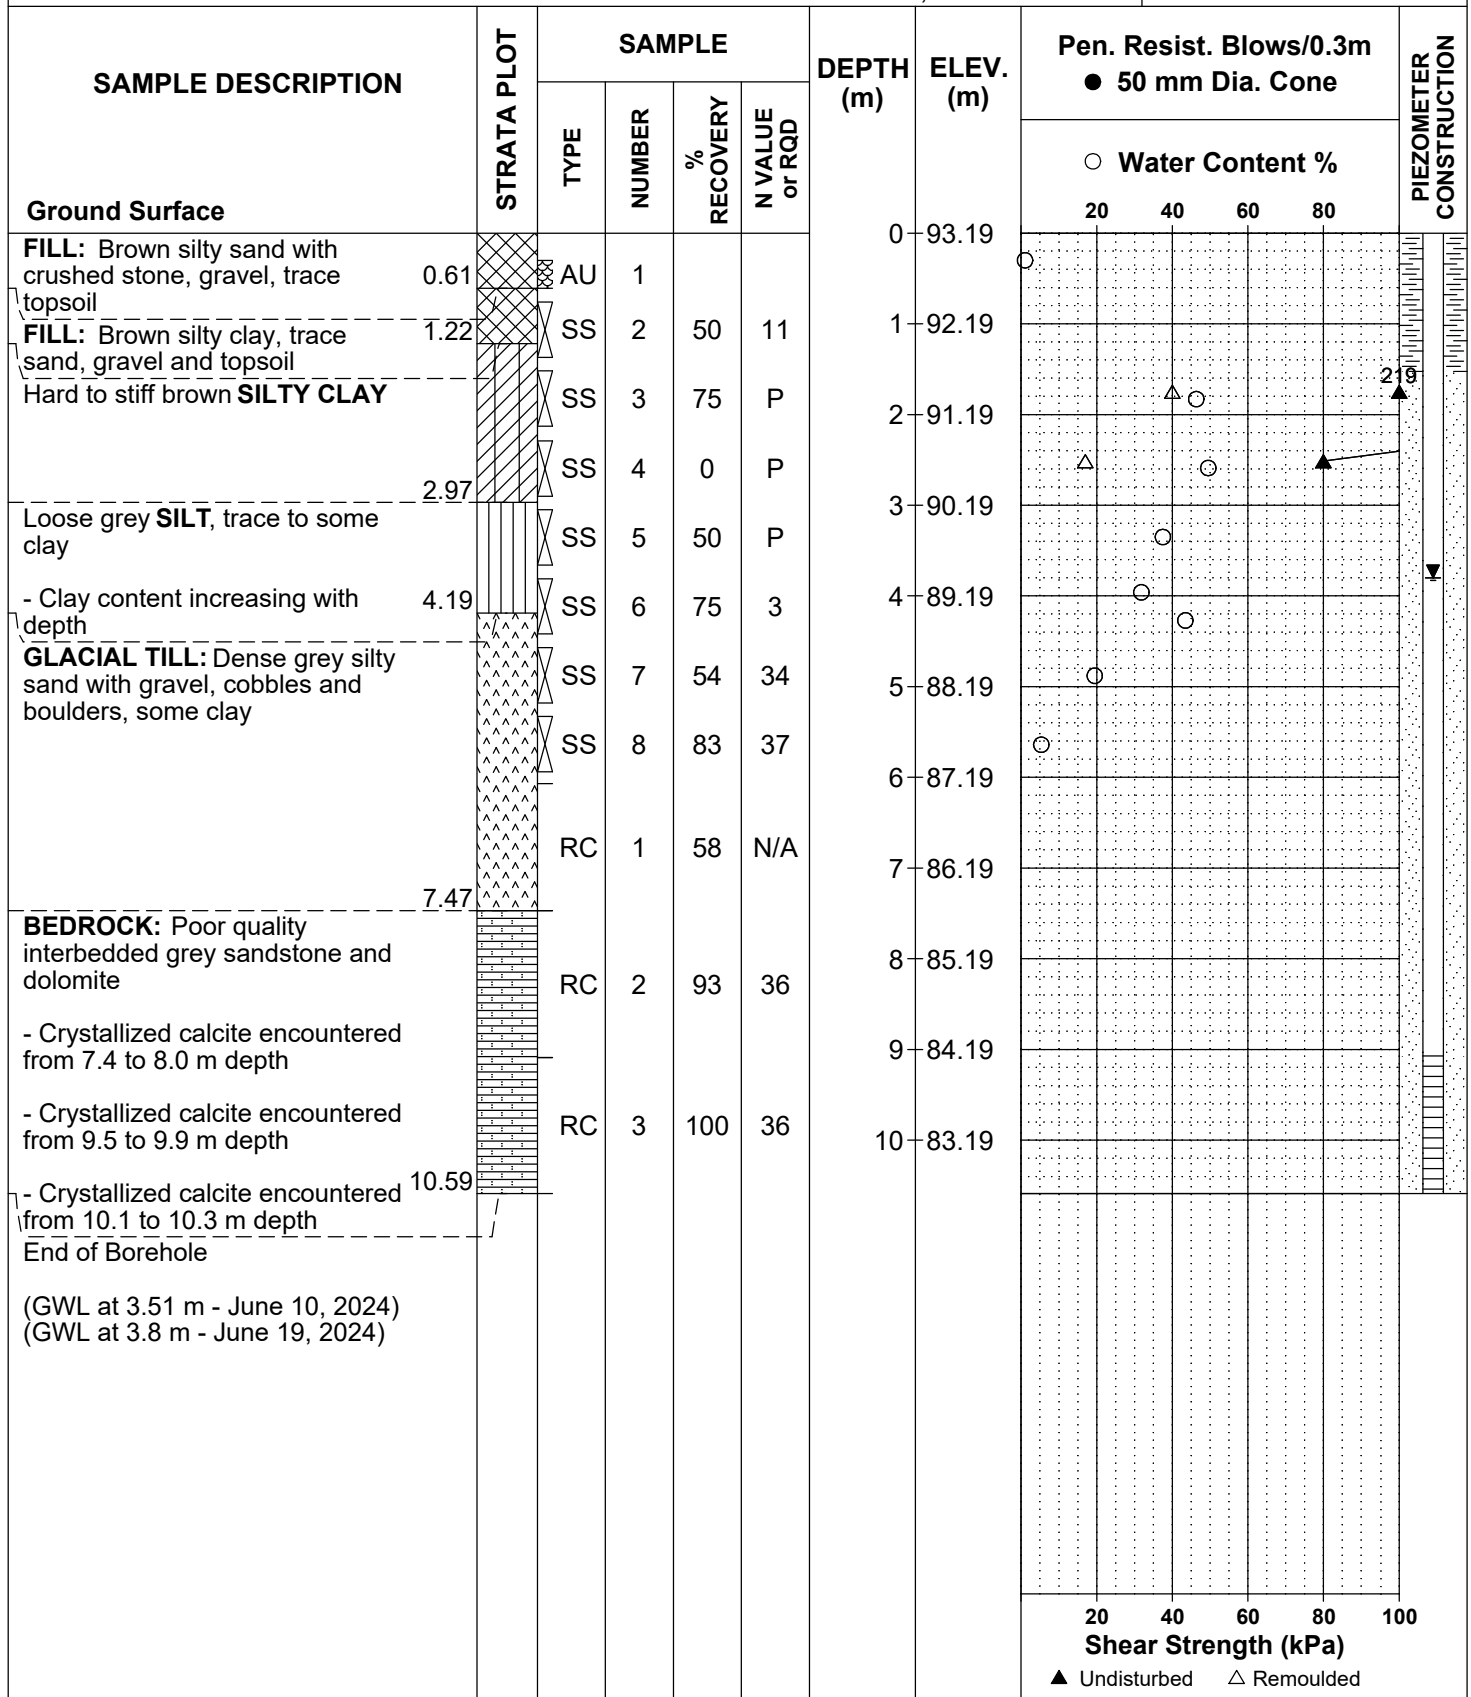 SAMPLE DESCRIPTION
Ground Surface
STRATA PLOT
SAMPLE
TYPE
NUMBER
%
RECOVERY
N VALUE
or RQD
DEPTH
(m)
ELEV.
(m)
Pen. Resist. Blows/0.3m
● 50 mm Dia. Cone
○ Water Content %
20 40 60 80
PIEZOMETER
CONSTRUCTION
FILL: Brown silty sand with
crushed stone, gravel, trace
topsoil
0.61
FILL: Brown silty clay, trace
sand, gravel and topsoil
1.22
Hard to stiff brown SILTY CLAY
2.97
Loose grey SILT, trace to some
clay
- Clay content increasing with
depth
4.19
GLACIAL TILL: Dense grey silty
sand with gravel, cobbles and
boulders, some clay
7.47
BEDROCK: Poor quality
interbedded grey sandstone and
dolomite
- Crystallized calcite encountered
from 7.4 to 8.0 m depth
- Crystallized calcite encountered
from 9.5 to 9.9 m depth
- Crystallized calcite encountered
from 10.1 to 10.3 m depth
10.59
End of Borehole
(GWL at 3.51 m - June 10, 2024)
(GWL at 3.8 m - June 19, 2024)
AU 1
SS 2 50 11
SS 3 75 P
SS 4 0 P
SS 5 50 P
SS 6 75 3
SS 7 54 34
SS 8 83 37
RC 1 58 N/A
RC 2 93 36
RC 3 100 36
0 93.19
1 92.19
2 91.19
3 90.19
4 89.19
5 88.19
6 87.19
7 86.19
8 85.19
9 84.19
10 83.19
219
20 40 60 80 100
Shear Strength (kPa)
▲ Undisturbed △ Remoulded